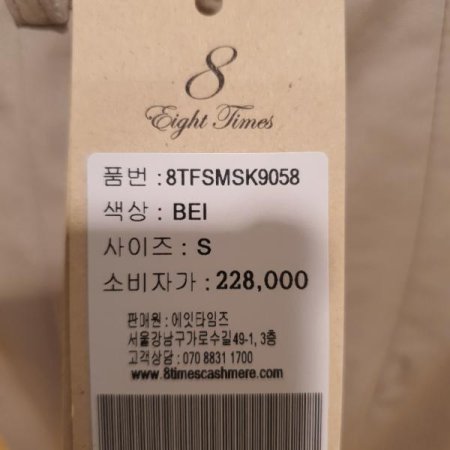 8
Eight Times
품번 : 8TFSMSK9058
색상 : BEI
사이즈 : S
소비자가 : 228,000
판매원 : 에잇타임즈
서울강남구가로수길49-1, 3층
고객상담 : 070 8831 1700
www.8timescashmere.com